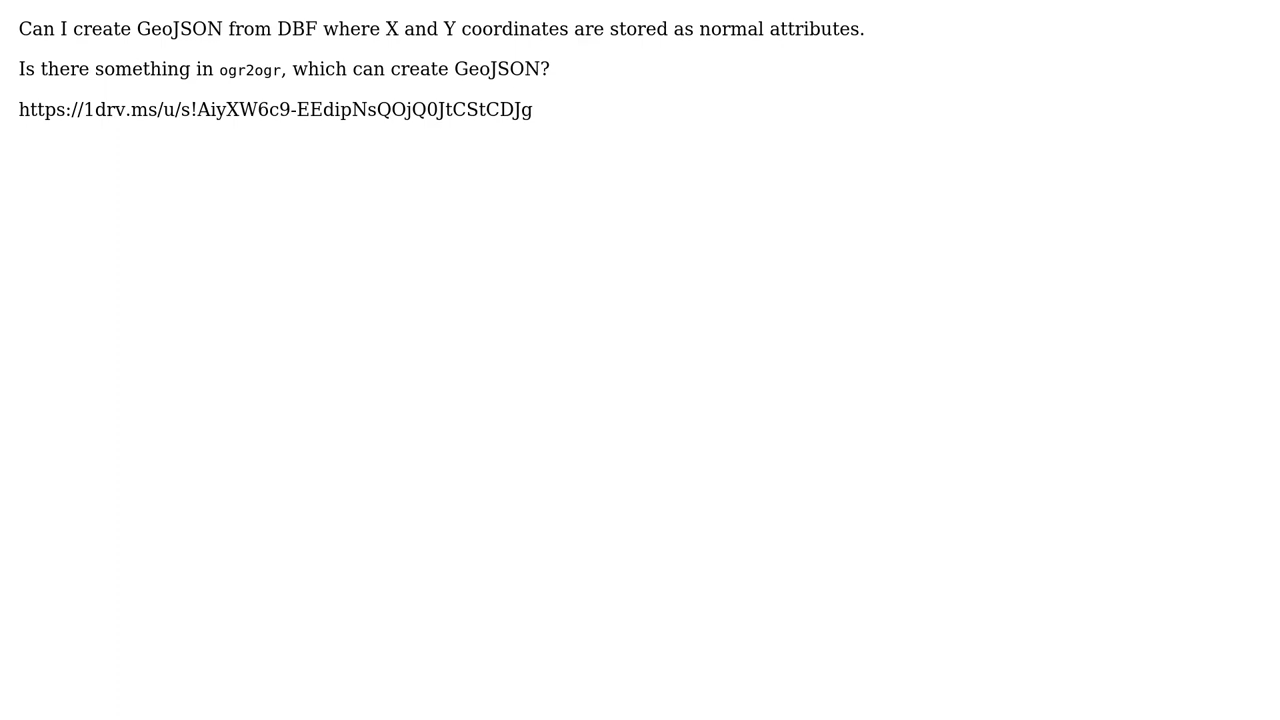 Can I create GeoJSON from DBF where X and Y coordinates are stored as normal attributes.
Is there something in ogr2ogr, which can create GeoJSON?
https://1drv.ms/u/s!AiyXW6c9-EEdipNsQOjQ0JtCStCDJg